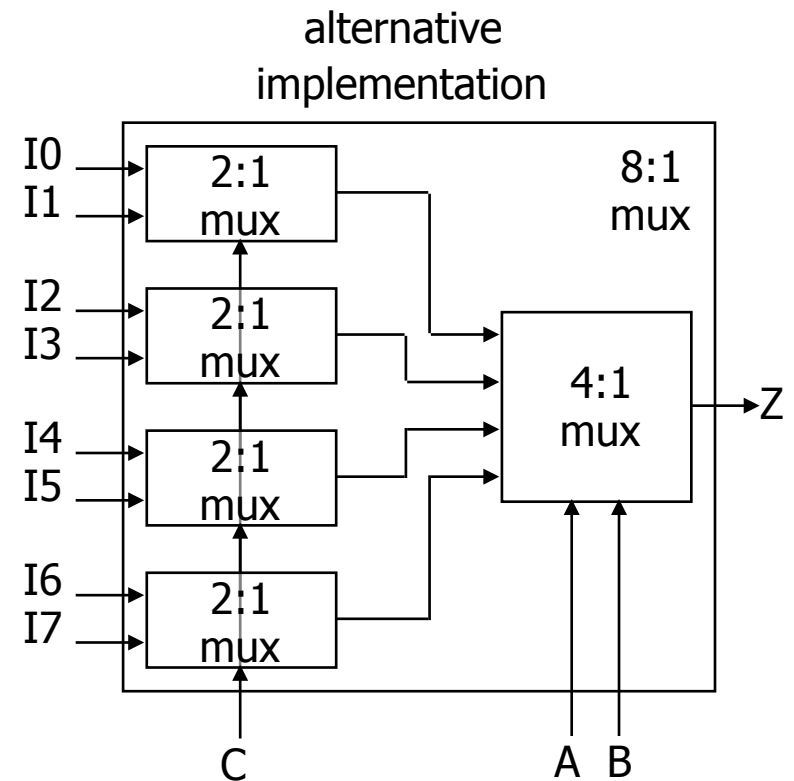 alternative
implementation
I0
I1
2:1
mux
8:1
mux
I2
I3
2:1
mux
4:1
mux
Z
I4
I5
2:1
mux
I6
I7
2:1
mux
C
A B